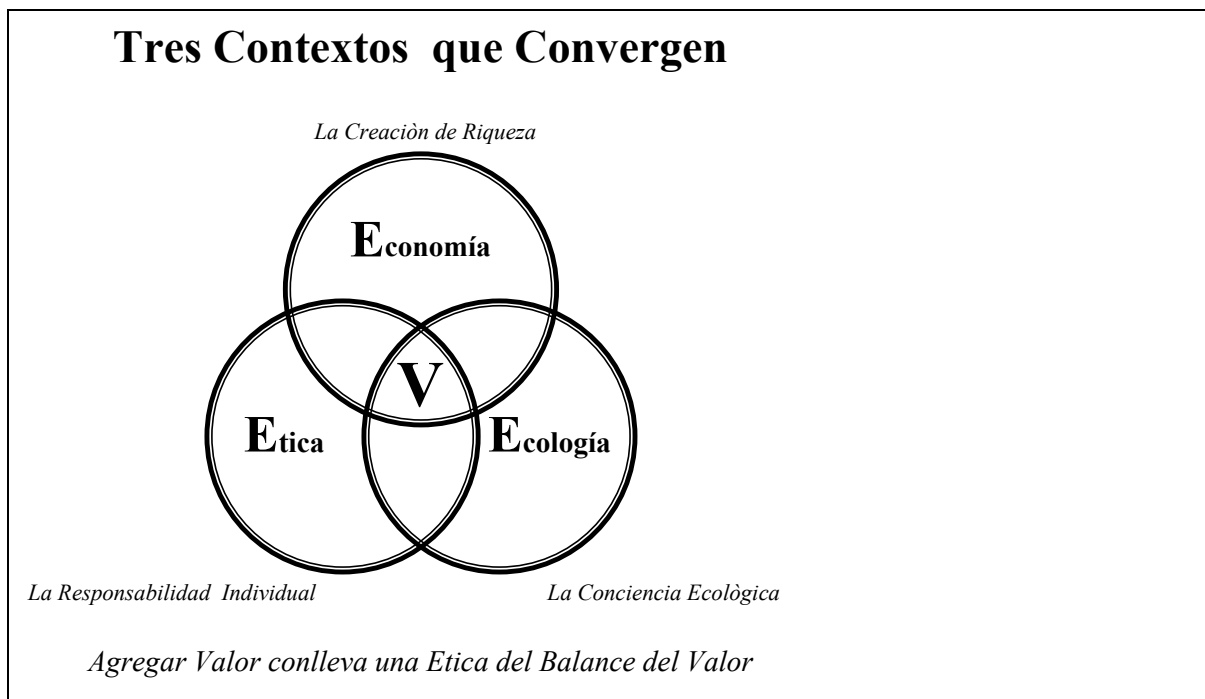 Tres Contextos que Convergen
La Creaciòn de Riqueza
Economía
V
Etica
Ecología
La Responsabilidad Individual
La Conciencia Ecològica
Agregar Valor conlleva una Etica del Balance del Valor